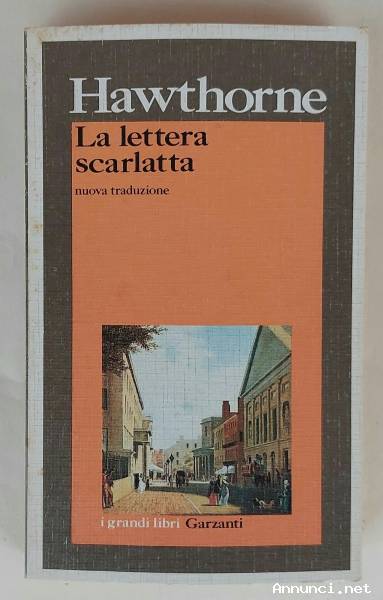 Hawthorne
La lettera
scarlatta
nuova traduzione
i grandi libri Garzanti
Annunci.net